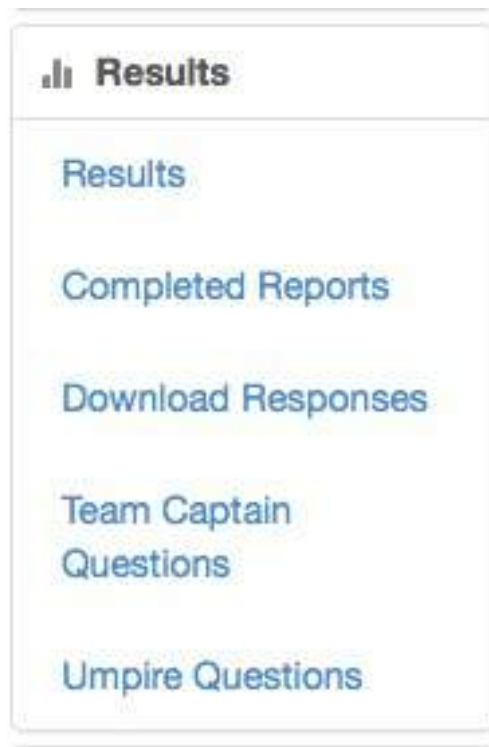 Results
Results
Completed Reports
Download Responses
Team Captain
Questions
Umpire Questions